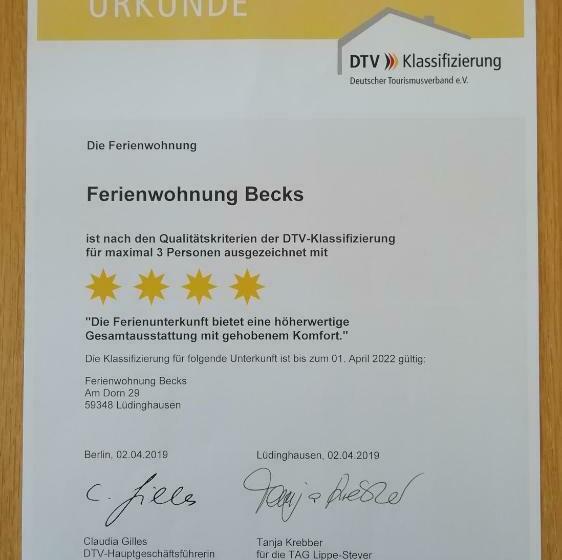 URKUNDE
DTV Klassifizierung
Deutscher Tourismusverband e.V.
Die Ferienwohnung
Ferienwohnung Becks
ist nach den Qualitätskriterien der DTV-Klassifizierung
für maximal 3 Personen ausgezeichnet mit
"Die Ferienunterkunft bietet eine höherwertige
Gesamtausstattung mit gehobenem Komfort."
Die Klassifizierung für folgende Unterkunft ist bis zum 01. April 2022 gültig:
Ferienwohnung Becks
Am Dorn 29
59348 Lüdinghausen
Berlin, 02.04.2019
Lüdinghausen, 02.04.2019
C. Gilles
Tanja Krebber
Claudia Gilles
DTV-Hauptgeschäftsführerin
Tanja Krebber
für die TAG Lippe-Stever